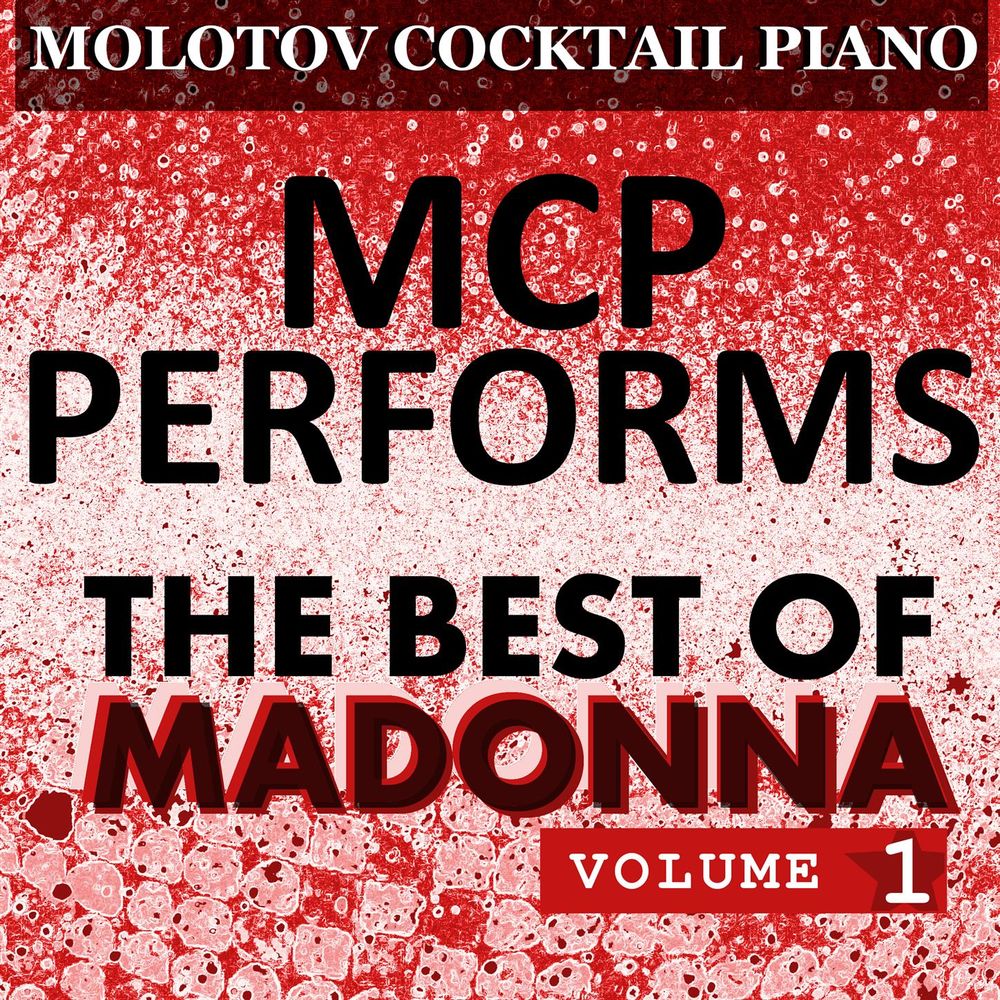 MOLOTOV COCKTAIL PIANO
MCP
PERFORMS
THE BEST OF
MADONNA
VOLUME 1